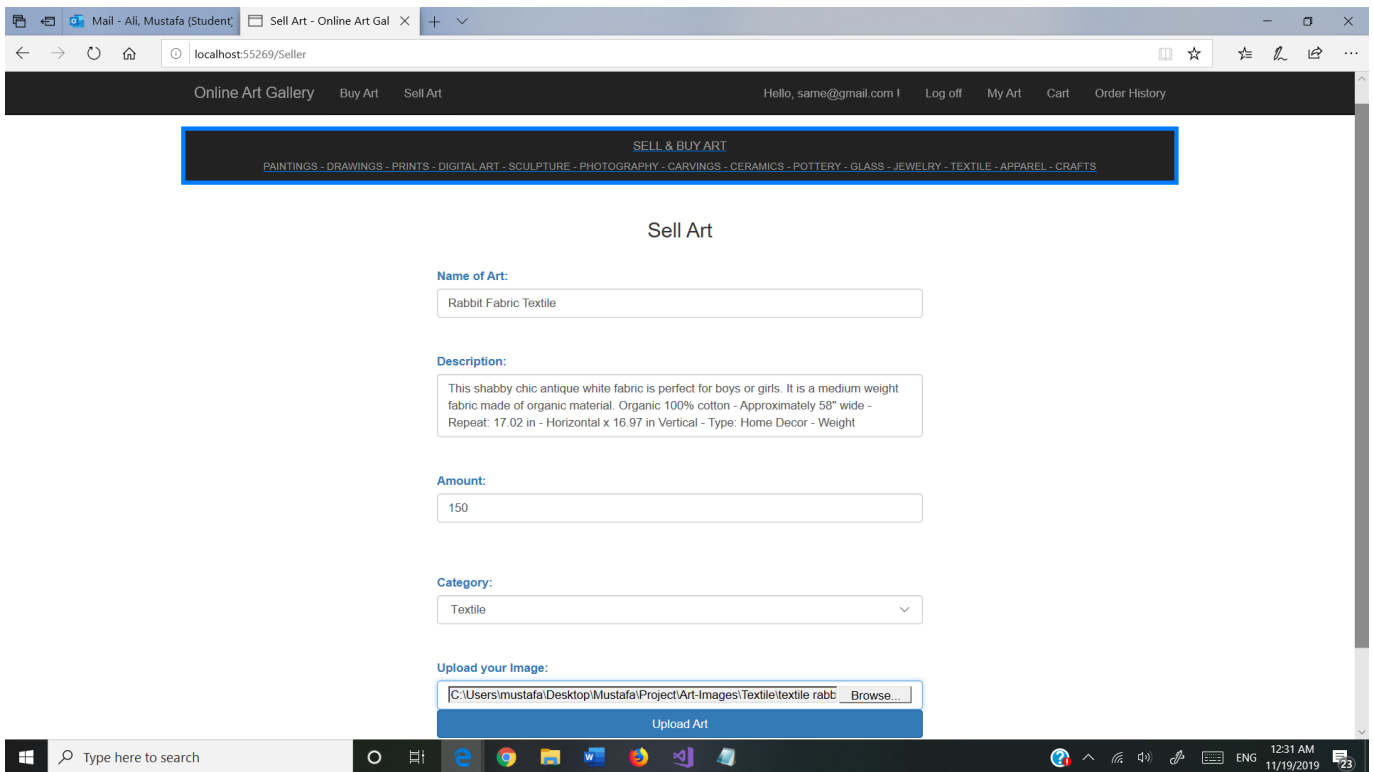 Mail - Ali, Mustafa (Student)
Sell Art - Online Art Gal
localhost:55269/Seller
Online Art Gallery Buy Art Sell Art Hello, same@gmail.com ! Log off My Art Cart Order History
SELL & BUY ART
PAINTINGS - DRAWINGS - PRINTS - DIGITAL ART - SCULPTURE - PHOTOGRAPHY - CARVINGS - CERAMICS - POTTERY - GLASS - JEWELRY - TEXTILE - APPAREL - CRAFTS
Sell Art
Name of Art:
Rabbit Fabric Textile
Description:
This shabby chic antique white fabric is perfect for boys or girls. It is a medium weight
fabric made of organic material. Organic 100% cotton - Approximately 58" wide -
Repeat: 17.02 in - Horizontal x 16.97 in Vertical - Type: Home Decor - Weight
Amount:
150
Category:
Textile
Upload your Image:
C:\Users\mustafa\Desktop\Mustafa\Project\Art-Images\Textile\textile rabb Browse...
Upload Art
Type here to search
ENG
12:31 AM
11/19/2019
23